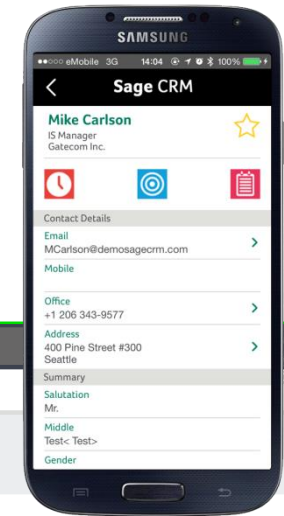 SAMSUNG
eMobile 3G 14:04 100%
Sage CRM
Mike Carlson
IS Manager
Gatecom Inc.
Contact Details
Email
MCarlson@demosagecrm.com
Mobile
Office
+1 206 343-9577
Address
400 Pine Street #300
Seattle
Summary
Salutation
Mr.
Middle
Test< Test>
Gender